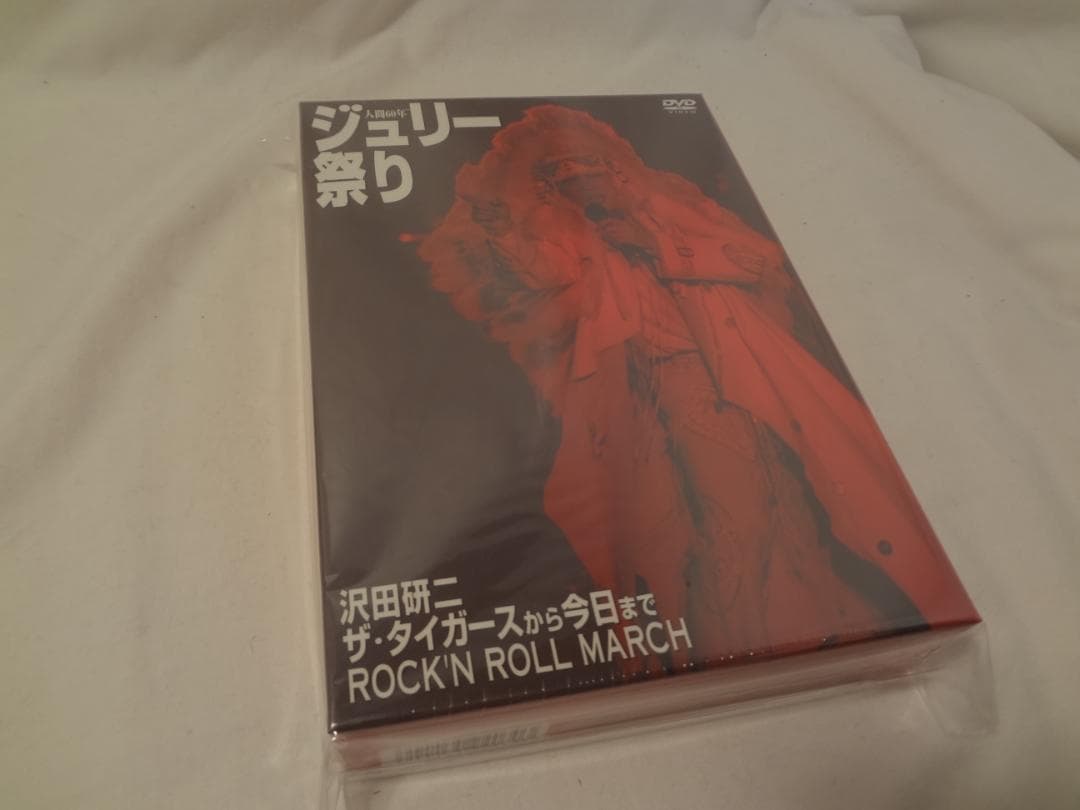 人間60年
ジュリー
祭り
DVD
VIDEO
沢田研二
ザ・タイガースから今日まで
ROCK'N ROLL MARCH